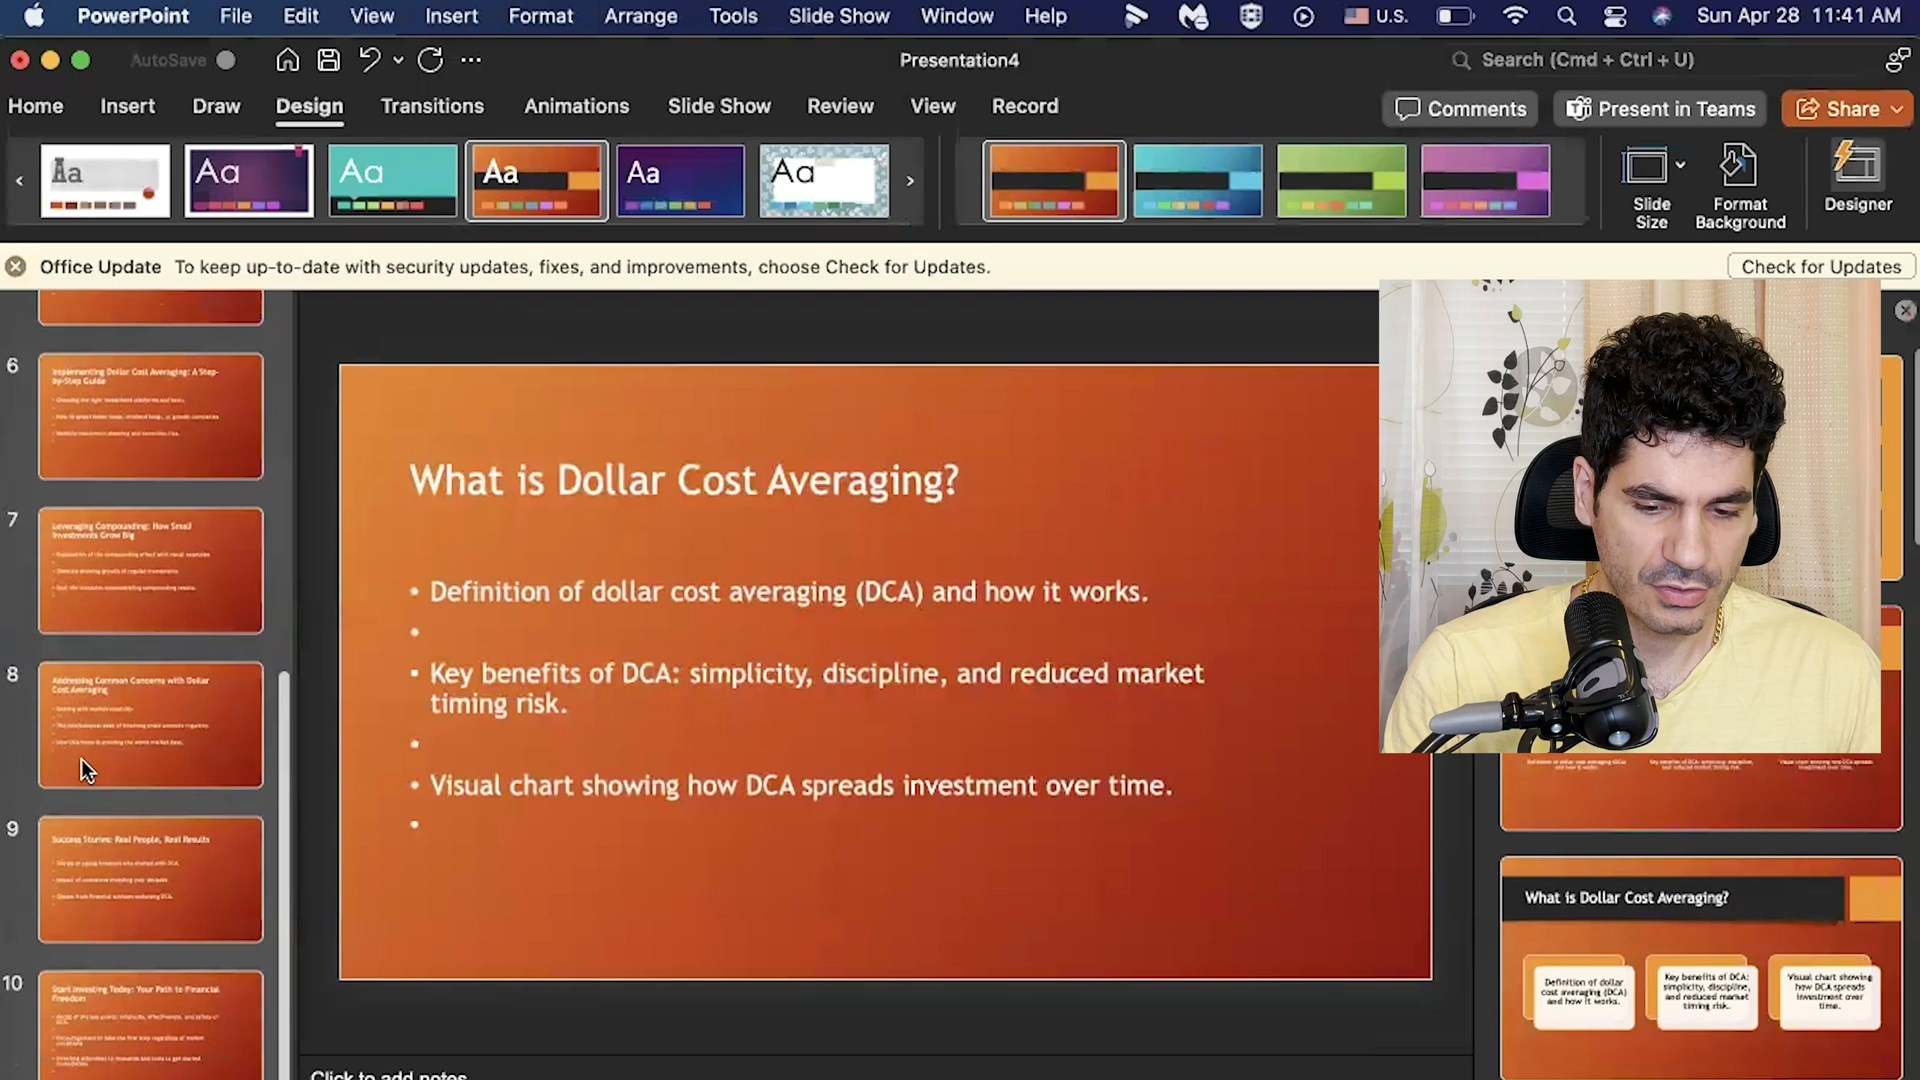 PowerPoint File Edit View Insert Format Arrange Tools Slide Show Window Help U.S. Sun Apr 28 11:41 AM
AutoSave Presentation4 Search (Cmd + Ctrl + U)
Home Insert Draw Design Transitions Animations Slide Show Review View Record Comments Present in Teams Share
Aa Aa Aa Aa Aa Aa
Slide Size
Format Background
Designer
Office Update To keep up-to-date with security updates, fixes, and improvements, choose Check for Updates. Check for Updates
6
Implementing Dollar Cost Averaging: A Step-
by-Step Guide
7
Leveraging Compounding: How Small
Investments Grow Big
8
Addressing Common Concerns with Dollar
Cost Averaging
9
Success Stories: Real People, Real Results
10
Start Investing Today: Your Path to Financial
Freedom
What is Dollar Cost Averaging?
• Definition of dollar cost averaging (DCA) and how it works.
•
• Key benefits of DCA: simplicity, discipline, and reduced market
timing risk.
•
• Visual chart showing how DCA spreads investment over time.
•
Click to add notes
What is Dollar Cost Averaging?
Definition of dollar
cost averaging (DCA)
and how it works.
Key benefits of DCA:
simplicity, discipline,
and reduced market
timing risk.
Visual chart showing
how DCA spreads
investment over
time.